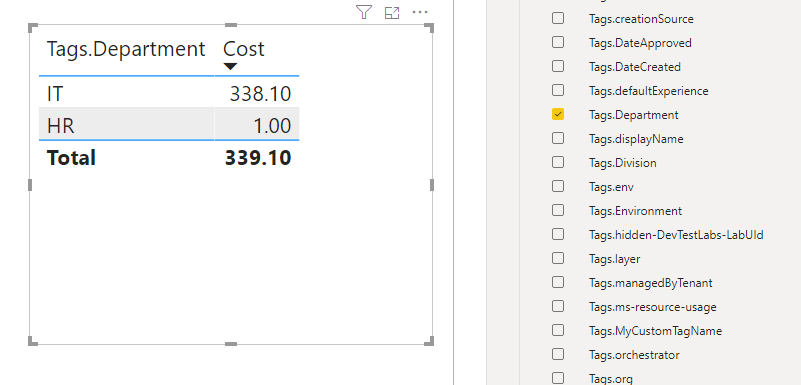 Tags.Department Cost
IT 338.10
HR 1.00
Total 339.10
Tags.creationSource
Tags.DateApproved
Tags.DateCreated
Tags.defaultExperience
Tags.Department
Tags.displayName
Tags.Division
Tags.env
Tags.Environment
Tags.hidden-DevTestLabs-LabUId
Tags.layer
Tags.managedByTenant
Tags.ms-resource-usage
Tags.MyCustomTagName
Tags.orchestrator
Tags.org